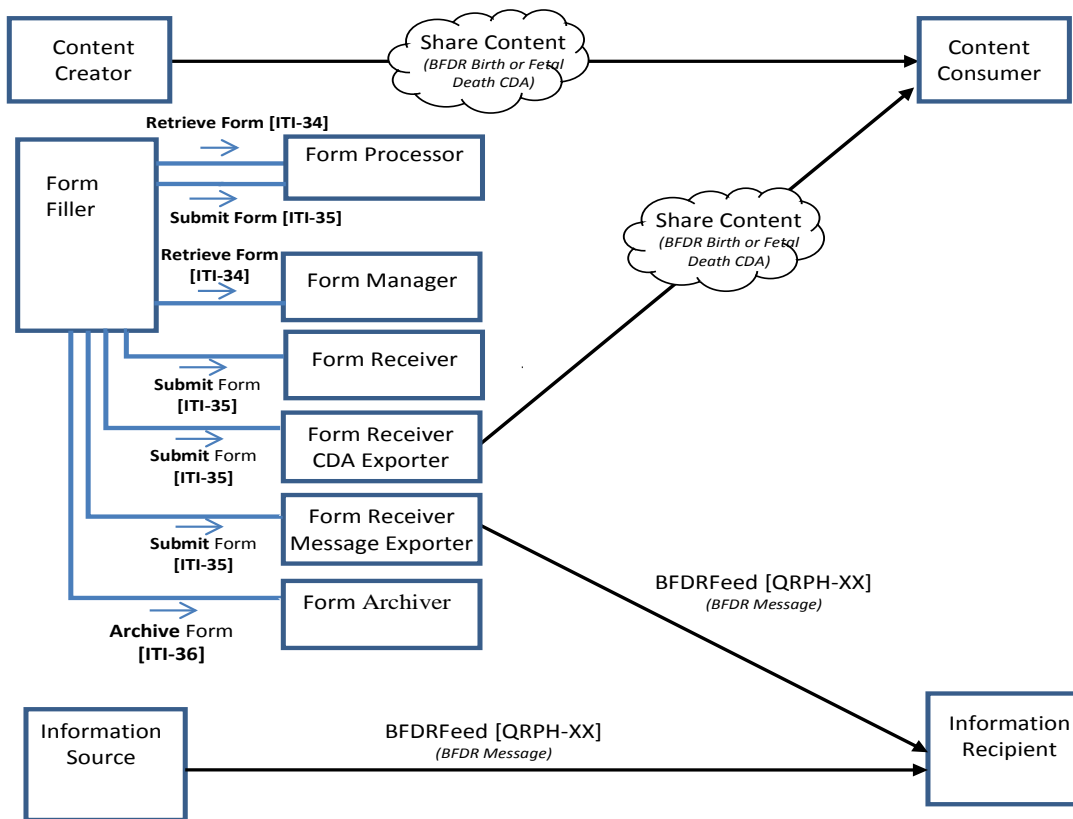 Content
Creator
Share Content
(BFDR Birth or Fetal
Death CDA)
Content
Consumer
Retrieve Form [ITI-34]
Form
Filler
Form Processor
Submit Form [ITI-35]
Retrieve Form
[ITI-34]
Form Manager
Share Content
(BFDR Birth or Fetal
Death CDA)
Form Receiver
Submit Form
[ITI-35]
Form Receiver
CDA Exporter
Submit Form
[ITI-35]
Form Receiver
Message Exporter
Submit Form
[ITI-35]
BFDRFeed [QRPH-XX]
(BFDR Message)
Form Archiver
Archive Form
[ITI-36]
Information
Source
BFDRFeed [QRPH-XX]
(BFDR Message)
Information
Recipient